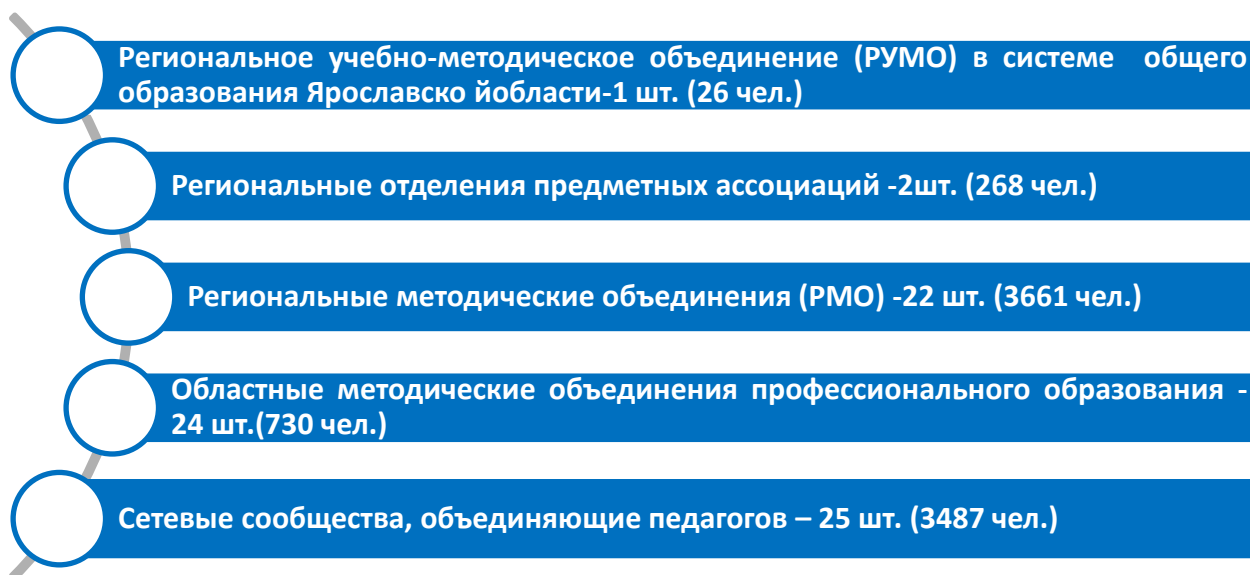 Региональное учебно-методическое объединение (РУМО) в системе общего
образования Ярославско йобласти-1 шт. (26 чел.)
Региональные отделения предметных ассоциаций -2шт. (268 чел.)
Региональные методические объединения (РМО) -22 шт. (3661 чел.)
Областные методические объединения профессионального образования -
24 шт.(730 чел.)
Сетевые сообщества, объединяющие педагогов – 25 шт. (3487 чел.)